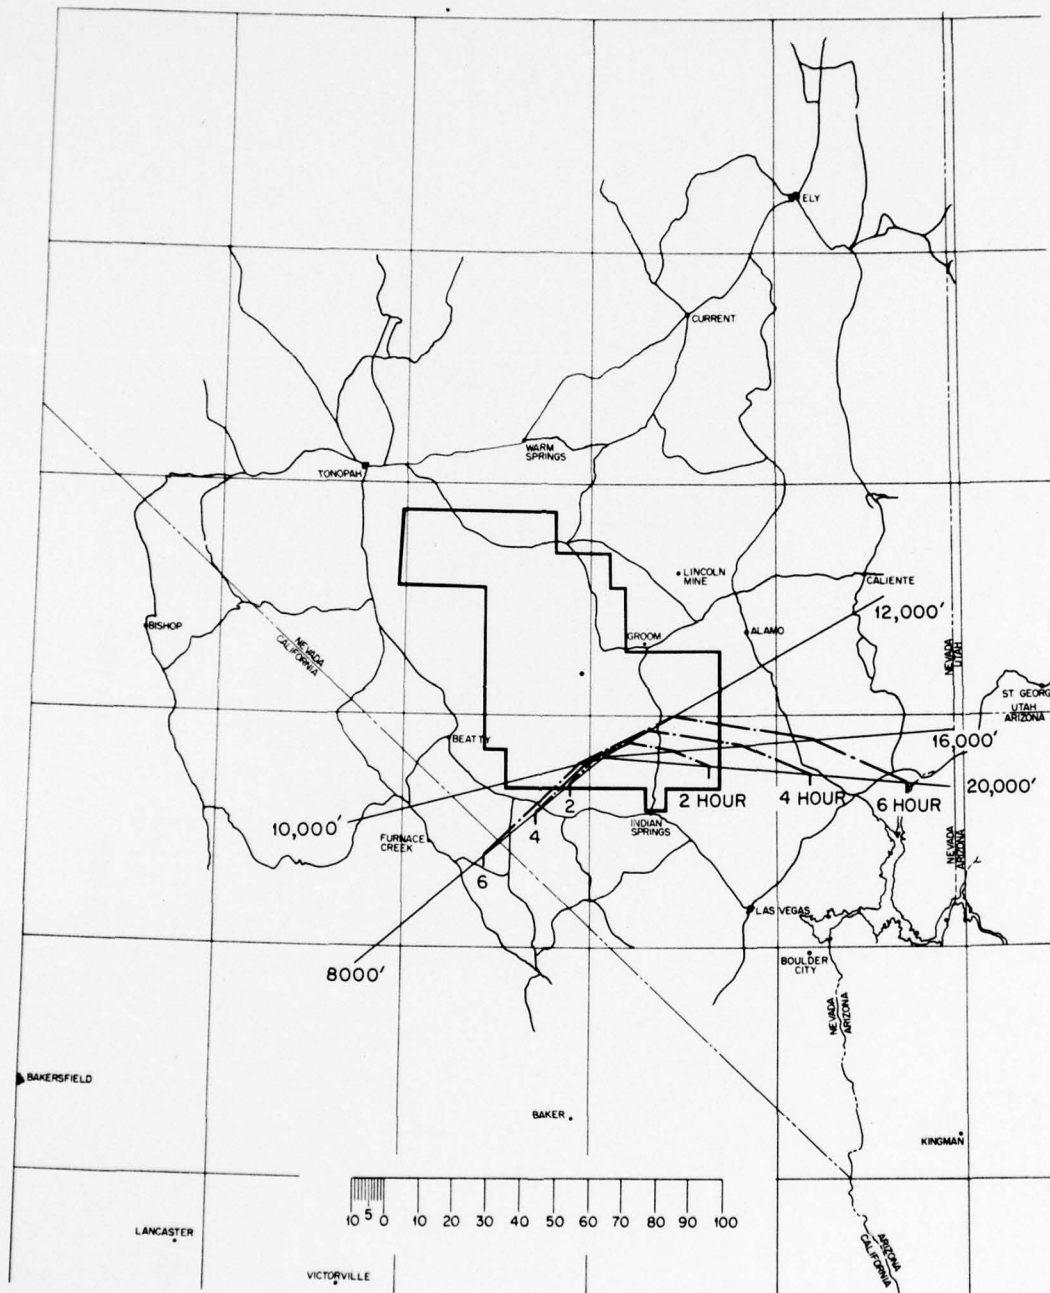 ELY
CURRENT
WARM
SPRINGS
TONOPAH
LINCOLN
MINE
CALIENTE
12,000'
BISHOP
NEVADA
CALIFORNIA
GROOM
ALAMO
NEVADA
UTAH
ST GEORG
UTAH
ARIZONA
BEATTY
16,000'
20,000'
2
2 HOUR
4 HOUR
6 HOUR
10,000'
4
INDIAN
SPRINGS
FURNACE
CREEK
6
NEVADA
ARIZONA
LAS VEGAS
8000'
BOULDER
CITY
NEVADA
ARIZONA
BAKERSFIELD
BAKER
KINGMAN
10 5 0 10 20 30 40 50 60 70 80 90 100
LANCASTER
ARIZONA
CALIFORNIA
VICTORVILLE